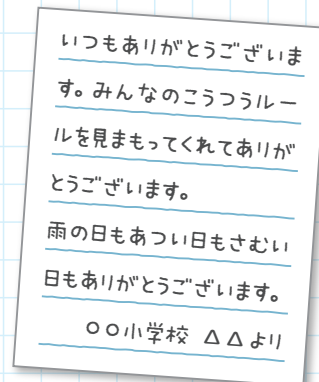 いつもありがとうございま
す。みんなのこうつうルー
ルを見まもってくれてありが
とうございます。
雨の日もあつい日もさむい
日もありがとうございます。
○○小学校 △△より